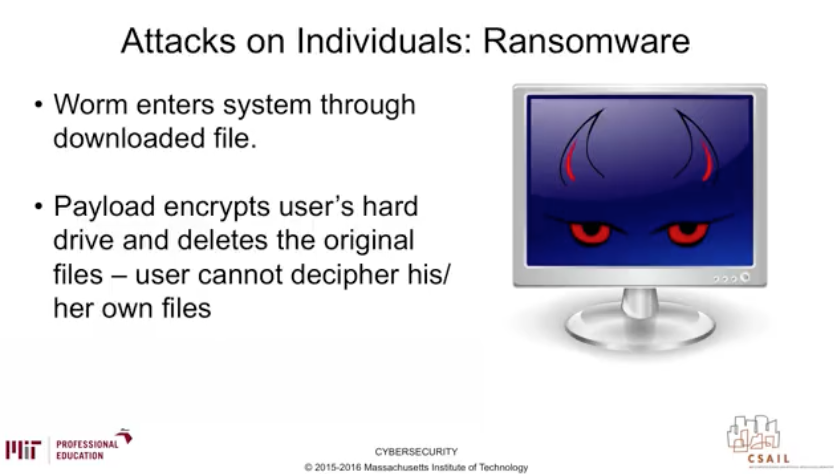 Attacks on Individuals: Ransomware
• Worm enters system through
downloaded file.
• Payload encrypts user's hard
drive and deletes the original
files – user cannot decipher his/
her own files
MIT
PROFESSIONAL
EDUCATION
CYBERSECURITY
© 2015-2016 Massachusetts Institute of Technology
CSAIL